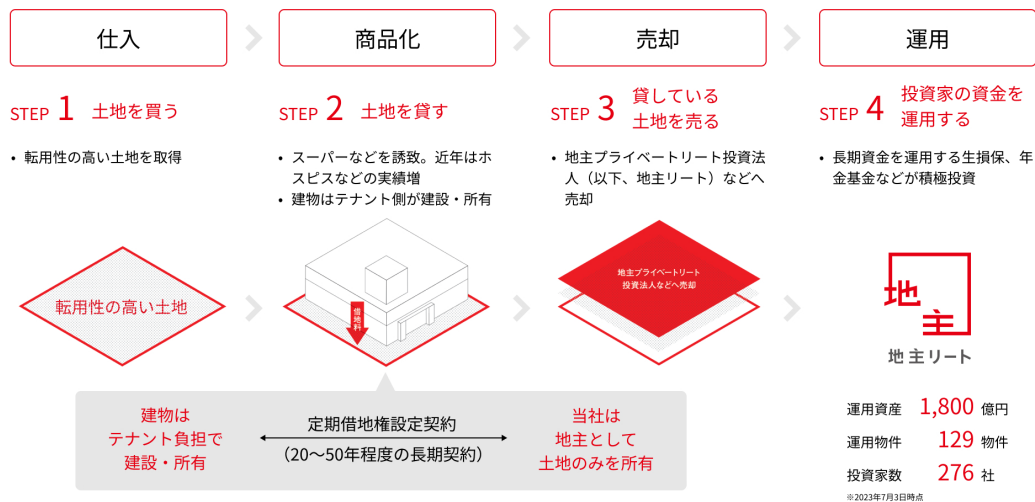 仕入
商品化
売却
運用
STEP 1 土地を買う
• 転用性の高い土地を取得
STEP 2 土地を貸す
• スーパーなどを誘致。近年はホ
スピスなどの実績増
• 建物はテナント側が建設・所有
STEP 3 貸している
土地を売る
• 地主プライベートリート投資法
人（以下、地主リート）などへ
売却
STEP 4 投資家の資金を
運用する
• 長期資金を運用する生損保、年
金基金などが積極投資
転用性の高い土地
借地料
地主プライベートリート
投資法人などへ売却
地主
地主リート
建物は
テナント負担で
建設・所有
定期借地権設定契約
（20〜50年程度の長期契約）
当社は
地主として
土地のみを所有
運用資産 1,800 億円
運用物件 129 物件
投資家数 276 社
※2023年7月3日時点